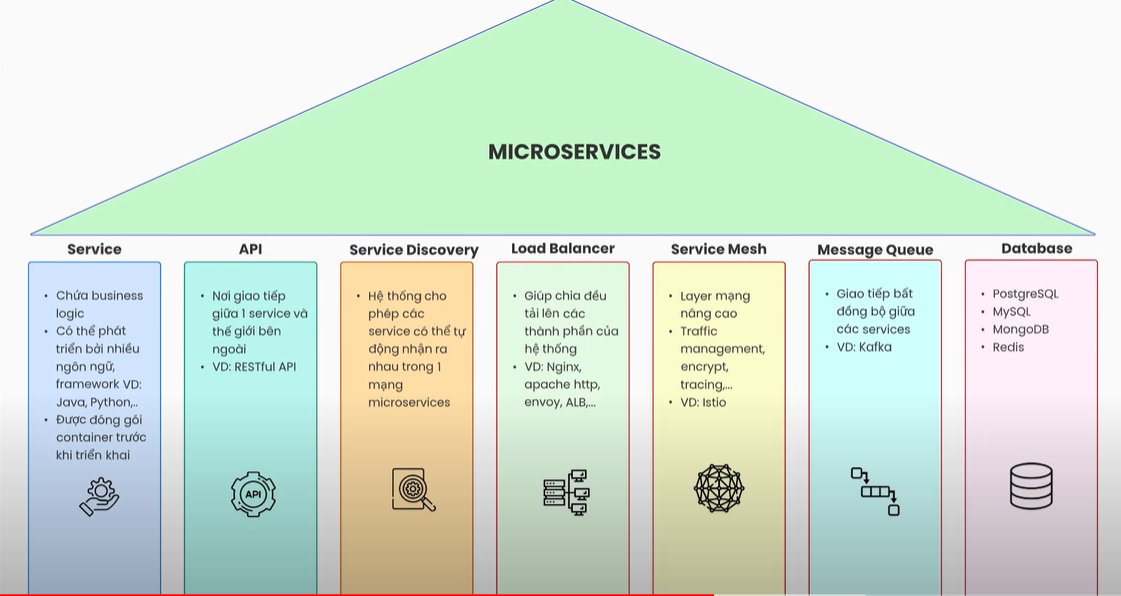 MICROSERVICES
Service
• Chứa business
logic
• Có thể phát
triển bởi nhiều
ngôn ngữ,
framework VD:
Java, Python,..
• Được đóng gói
container trước
khi triển khai
API
• Nơi giao tiếp
giữa 1 service và
thế giới bên
ngoài
• VD: RESTful API
API
Service Discovery
• Hệ thống cho
phép các
service có thể tự
động nhận ra
nhau trong 1
mạng
microservices
Load Balancer
• Giúp chia đều
tải lên các
thành phần của
hệ thống
• VD: Nginx,
apache http,
envoy, ALB,...
Service Mesh
• Layer mạng
nâng cao
• Traffic
management,
encrypt,
tracing,...
• VD: Istio
Message Queue
• Giao tiếp bất
đồng bộ giữa
các services
• VD: Kafka
Database
• PostgreSQL
• MySQL
• MongoDB
• Redis